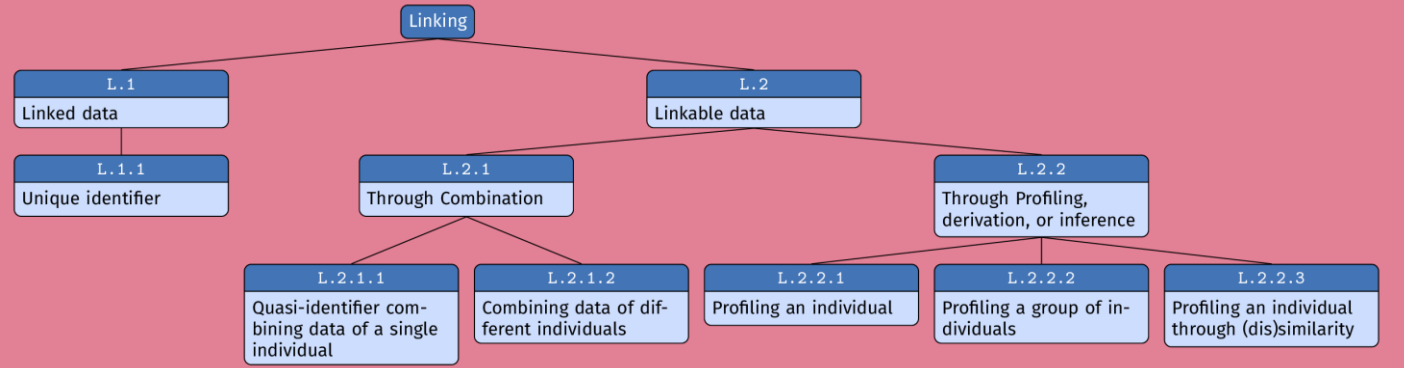 Linking
L.1
Linked data
L.2
Linkable data
L.1.1
Unique identifier
L.2.1
Through Combination
L.2.2
Through Profiling,
derivation, or inference
L.2.1.1
Quasi-identifier com-
bining data of a single
individual
L.2.1.2
Combining data of dif-
ferent individuals
L.2.2.1
Profiling an individual
L.2.2.2
Profiling a group of in-
dividuals
L.2.2.3
Profiling an individual
through (dis)similarity